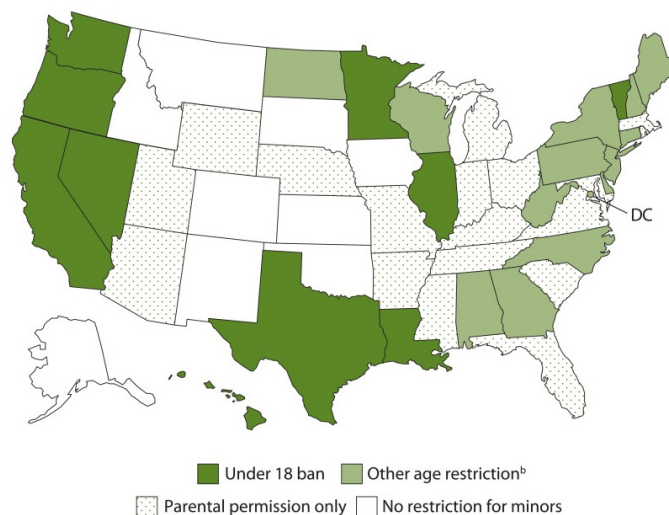 DC
Under 18 ban Other age restrictionᵇ
Parental permission only No restriction for minors